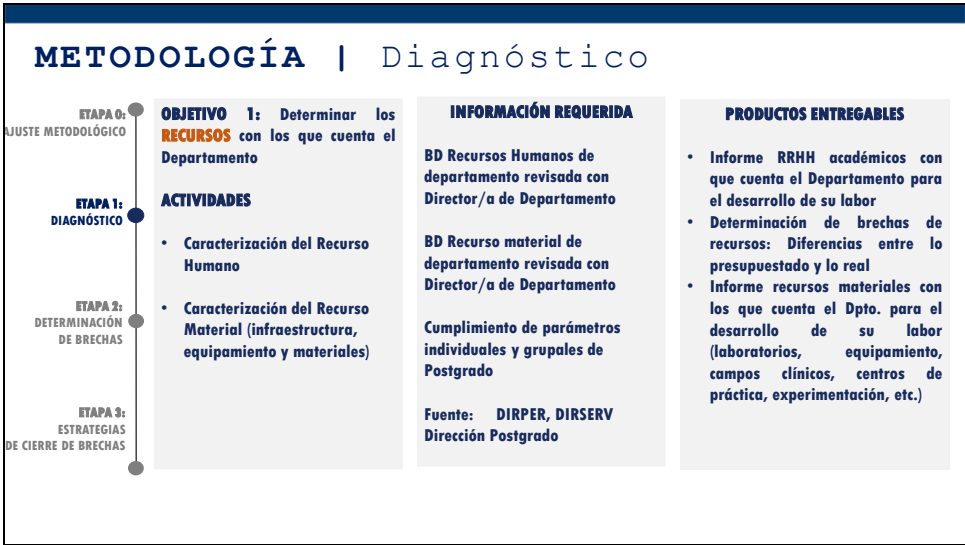 METODOLOGÍA | Diagnóstico
ETAPA 0:
AJUSTE METODOLÓGICO
ETAPA 1:
DIAGNÓSTICO
ETAPA 2:
DETERMINACIÓN
DE BRECHAS
ETAPA 3:
ESTRATEGIAS
DE CIERRE DE BRECHAS
OBJETIVO 1: Determinar los
RECURSOS con los que cuenta el
Departamento
ACTIVIDADES
• Caracterización del Recurso
Humano
• Caracterización del Recurso
Material (infraestructura,
equipamiento y materiales)
INFORMACIÓN REQUERIDA
BD Recursos Humanos de
departamento revisada con
Director/a de Departamento
BD Recurso material de
departamento revisada con
Director/a de Departamento
Cumplimiento de parámetros
individuales y grupales de
Postgrado
Fuente: DIRPER, DIRSERV
Dirección Postgrado
PRODUCTOS ENTREGABLES
• Informe RRHH académicos con
que cuenta el Departamento para
el desarrollo de su labor
• Determinación de brechas de
recursos: Diferencias entre lo
presupuestado y lo real
• Informe recursos materiales con
los que cuenta el Dpto. para el
desarrollo de su labor
(laboratorios, equipamiento,
campos clínicos, centros de
práctica, experimentación, etc.)